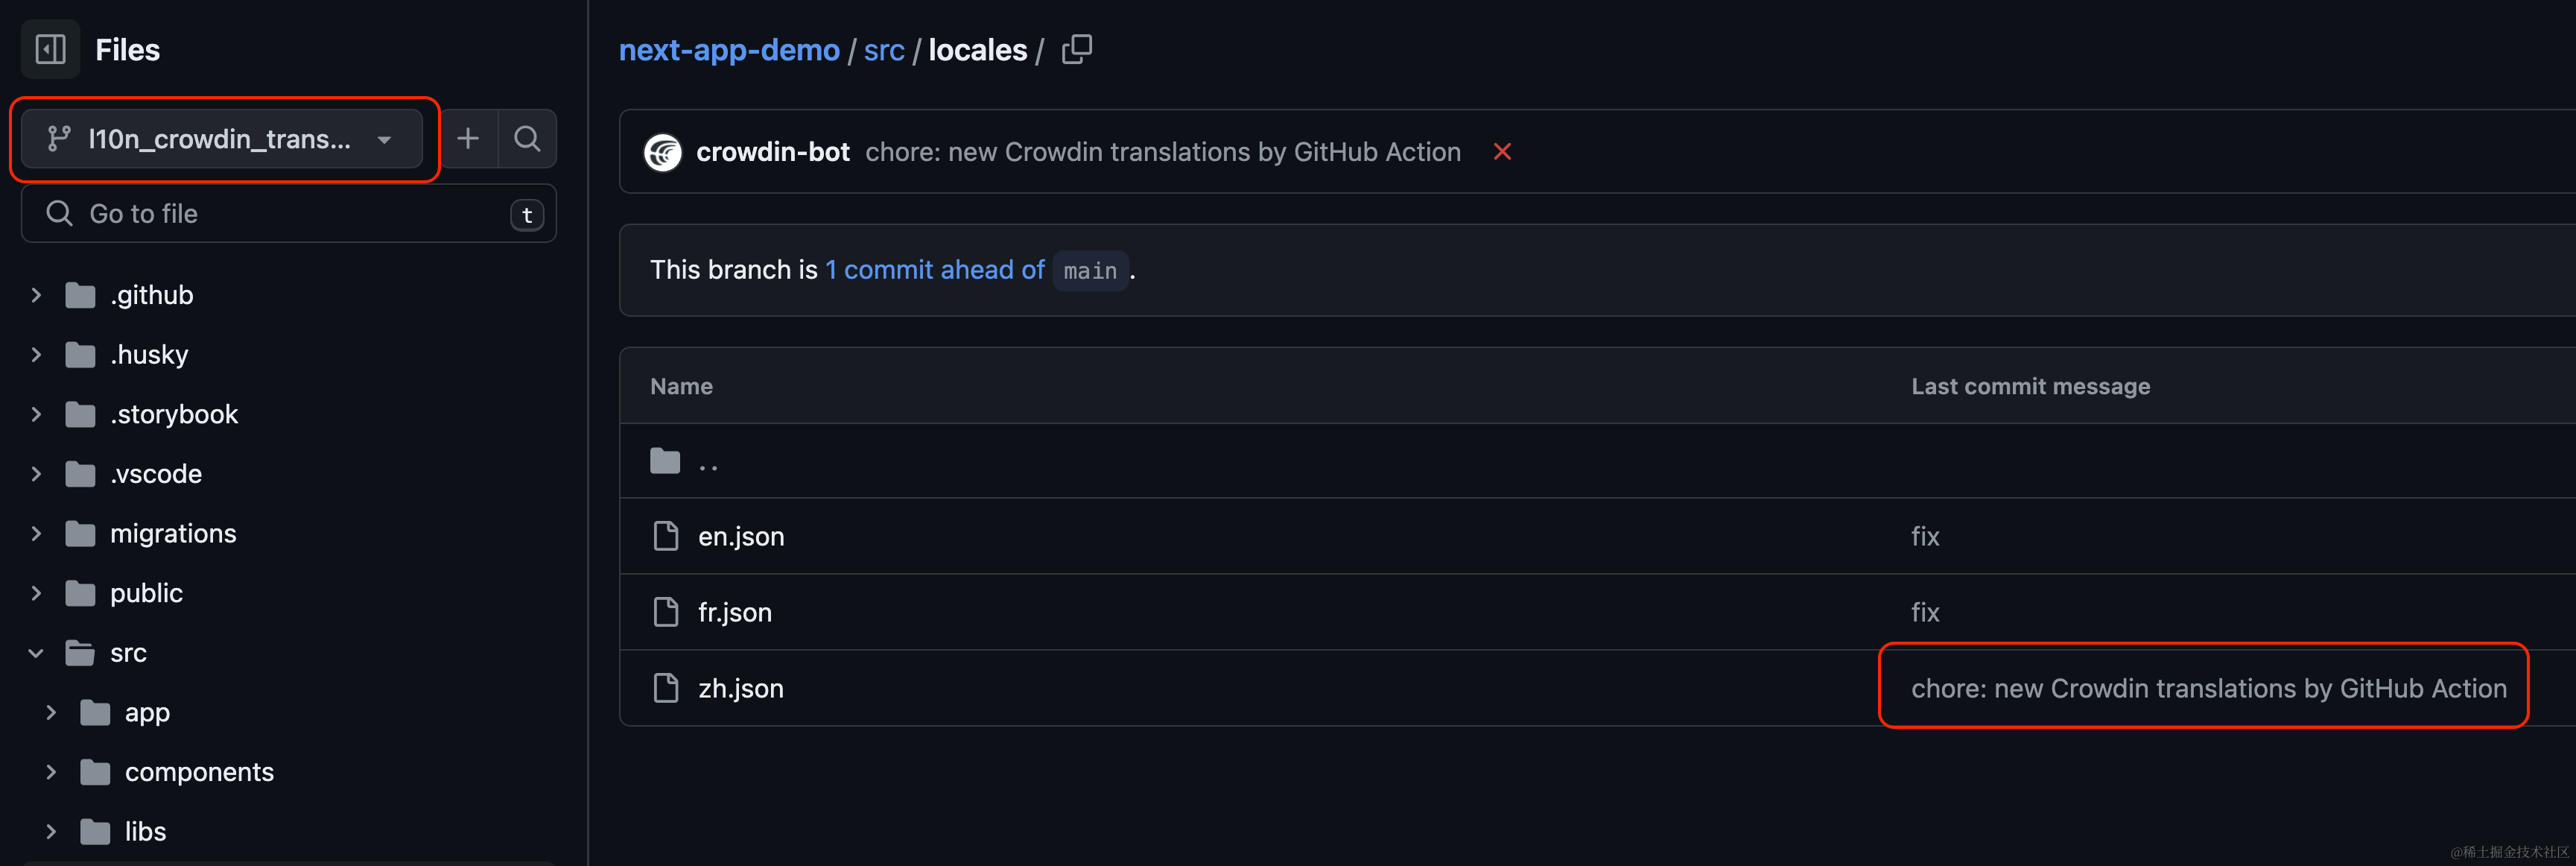 Files
l10n_crowdin_trans...
Go to file
t
.github
.husky
.storybook
.vscode
migrations
public
src
app
components
libs
next-app-demo / src / locales /
crowdin-bot chore: new Crowdin translations by GitHub Action
This branch is 1 commit ahead of main .
Name Last commit message
..
en.json fix
fr.json fix
zh.json chore: new Crowdin translations by GitHub Action
@稀土掘金技术社区